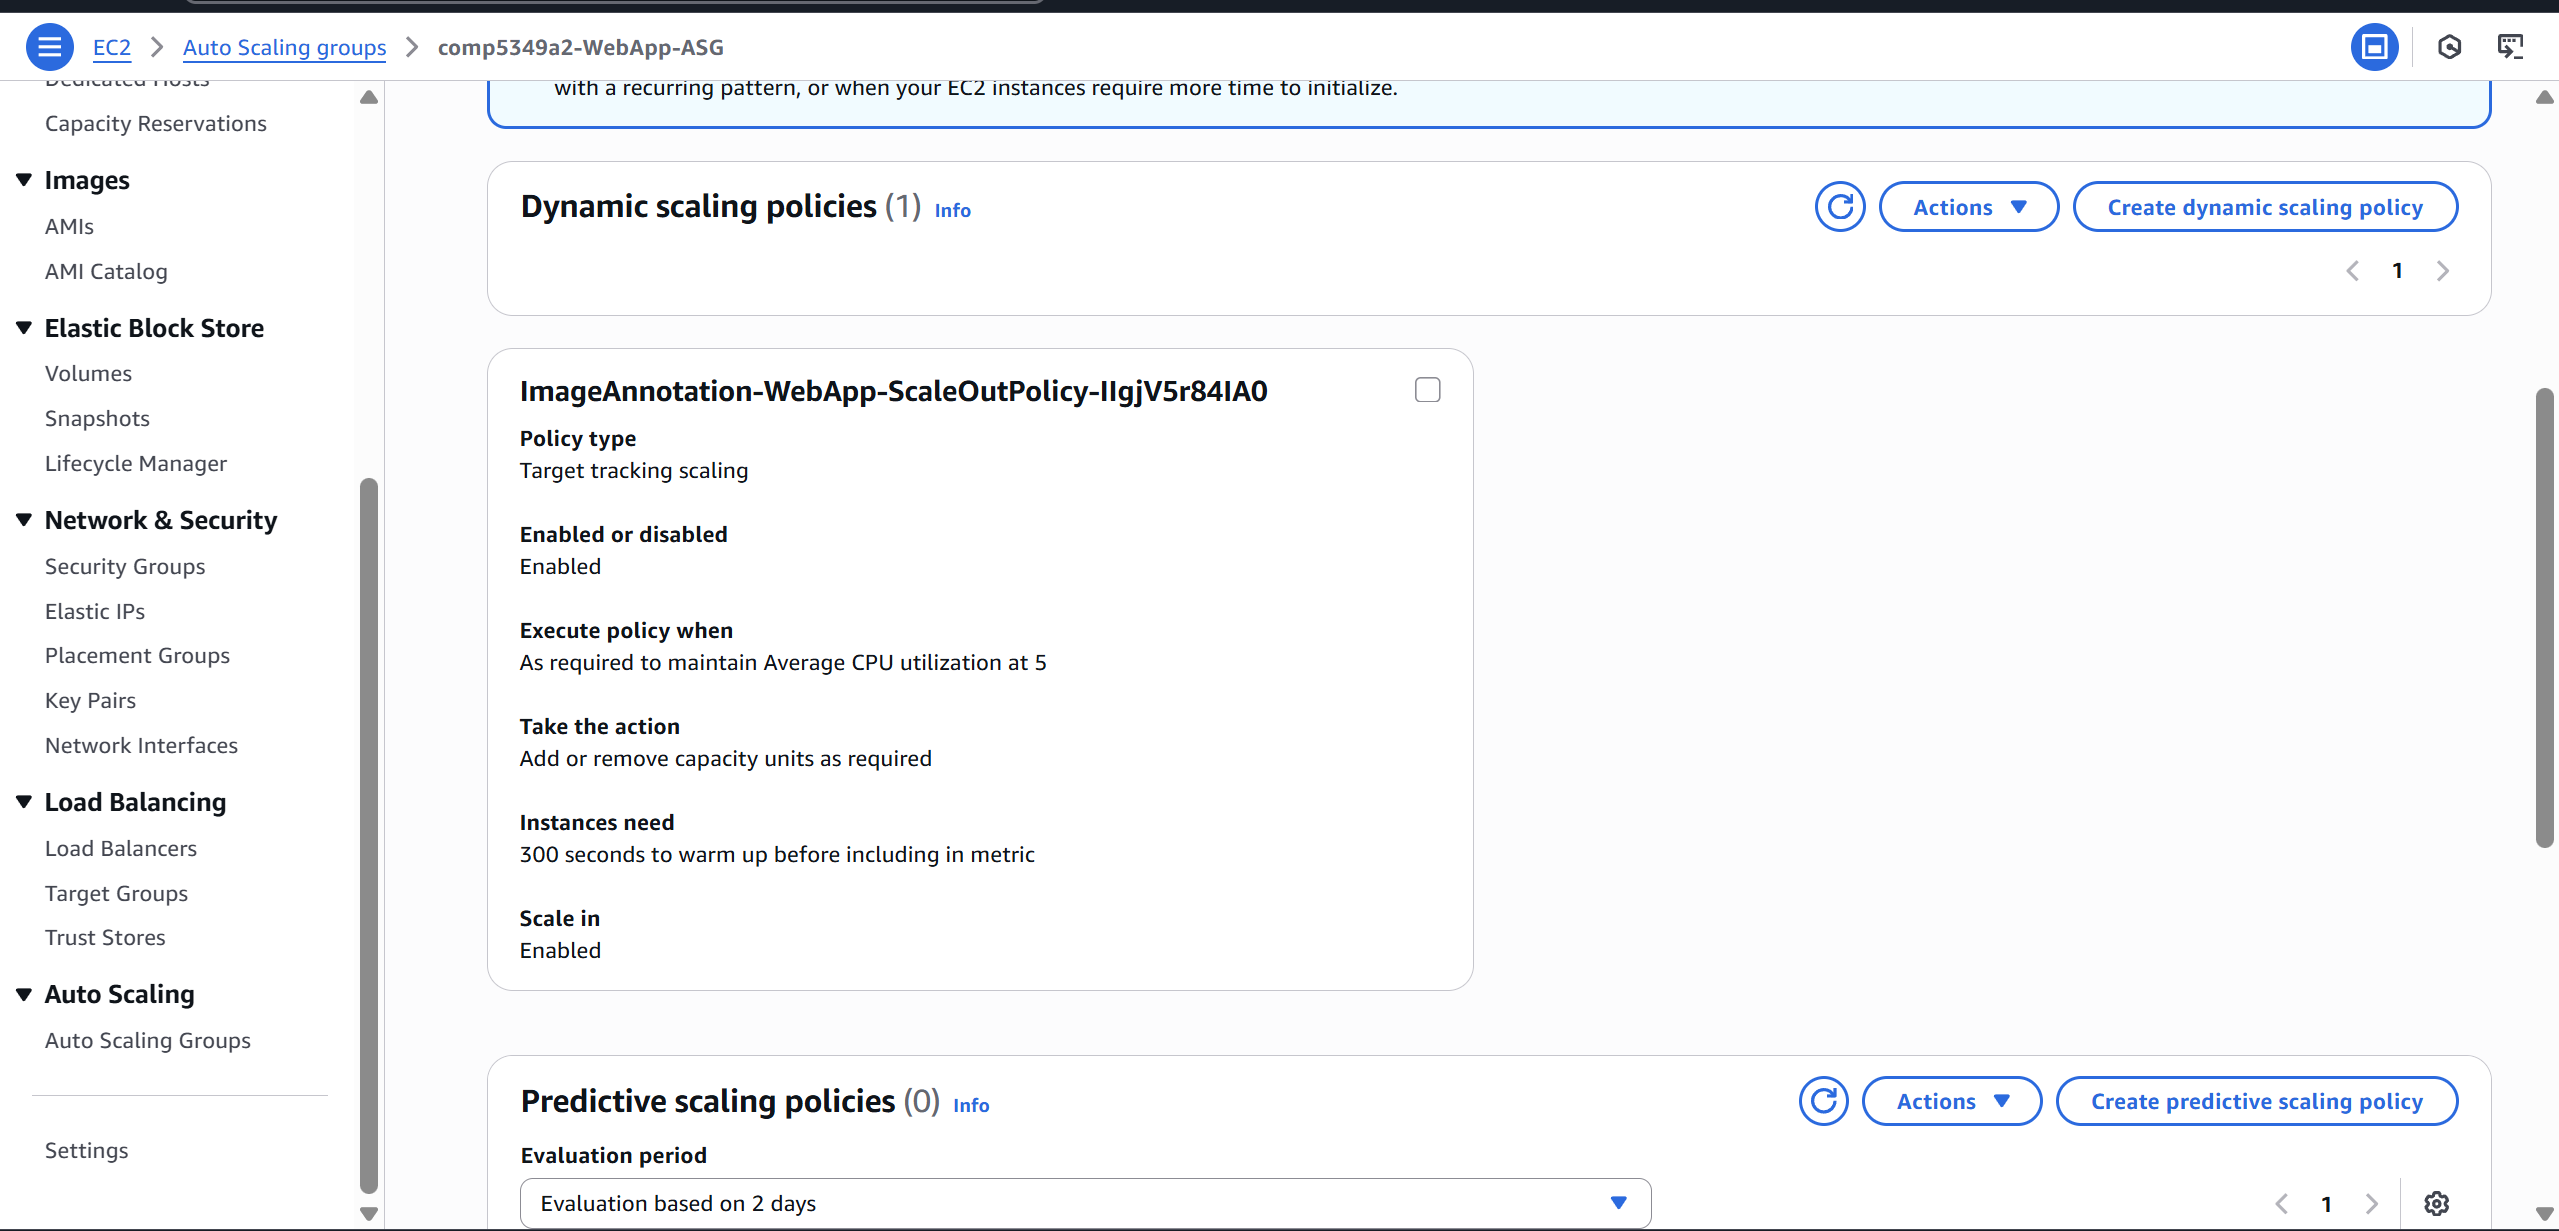 EC2 > Auto Scaling groups > comp5349a2-WebApp-ASG
Dedicated Hosts
Capacity Reservations
Images
AMIs
AMI Catalog
Elastic Block Store
Volumes
Snapshots
Lifecycle Manager
Network & Security
Security Groups
Elastic IPs
Placement Groups
Key Pairs
Network Interfaces
Load Balancing
Load Balancers
Target Groups
Trust Stores
Auto Scaling
Auto Scaling Groups
Settings
with a recurring pattern, or when your EC2 instances require more time to initialize.
Dynamic scaling policies (1) Info
Actions
Create dynamic scaling policy
1
ImageAnnotation-WebApp-ScaleOutPolicy-IIgjV5r84IA0
Policy type
Target tracking scaling
Enabled or disabled
Enabled
Execute policy when
As required to maintain Average CPU utilization at 5
Take the action
Add or remove capacity units as required
Instances need
300 seconds to warm up before including in metric
Scale in
Enabled
Predictive scaling policies (0) Info
Actions
Create predictive scaling policy
Evaluation period
Evaluation based on 2 days
1